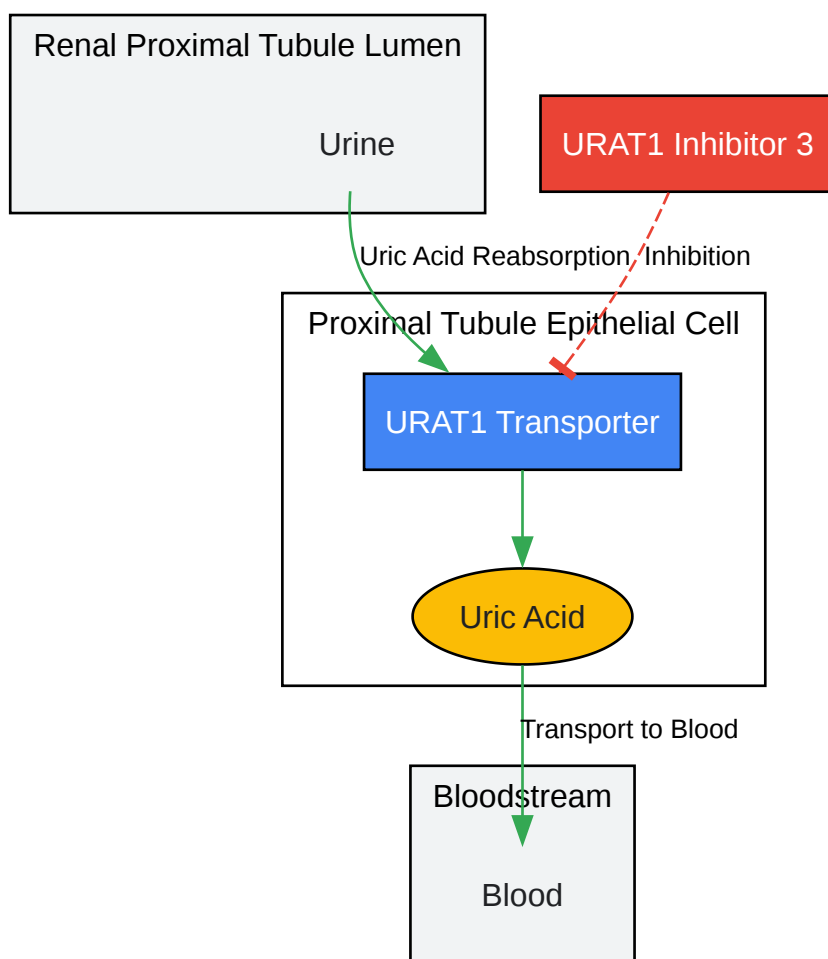 Renal Proximal Tubule Lumen
Urine
URAT1 Inhibitor 3
Uric Acid Reabsorption
Inhibition
Proximal Tubule Epithelial Cell
URAT1 Transporter
Uric Acid
Transport to Blood
Bloodstream
Blood